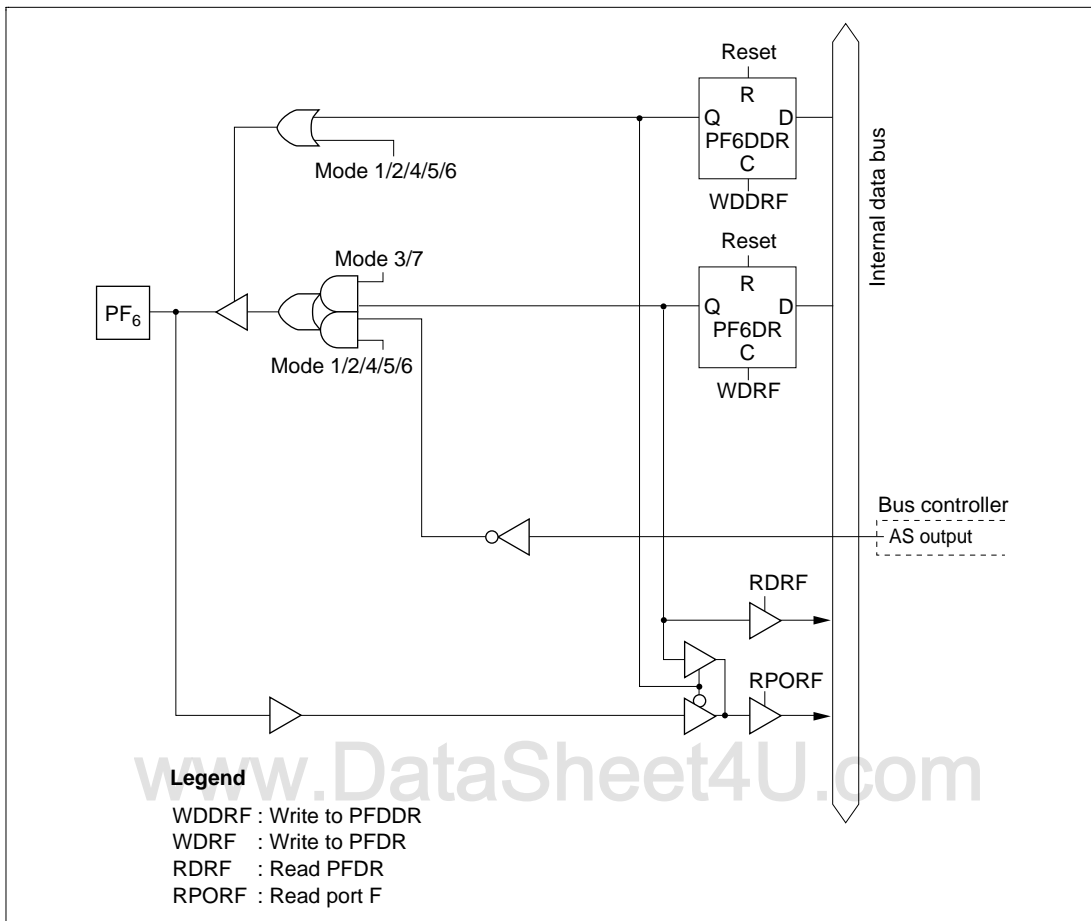 Reset
R
Q D
PF6DDR
C
WDDRF
Mode 1/2/4/5/6
Internal data bus
Reset
R
Q D
PF6DR
C
WDRF
Mode 3/7
PF6
Mode 1/2/4/5/6
Bus controller
AS output
RDRF
RPORF
www.DataSheet4U.com
Legend
WDDRF : Write to PFDDR
WDRF : Write to PFDR
RDRF : Read PFDR
RPORF : Read port F